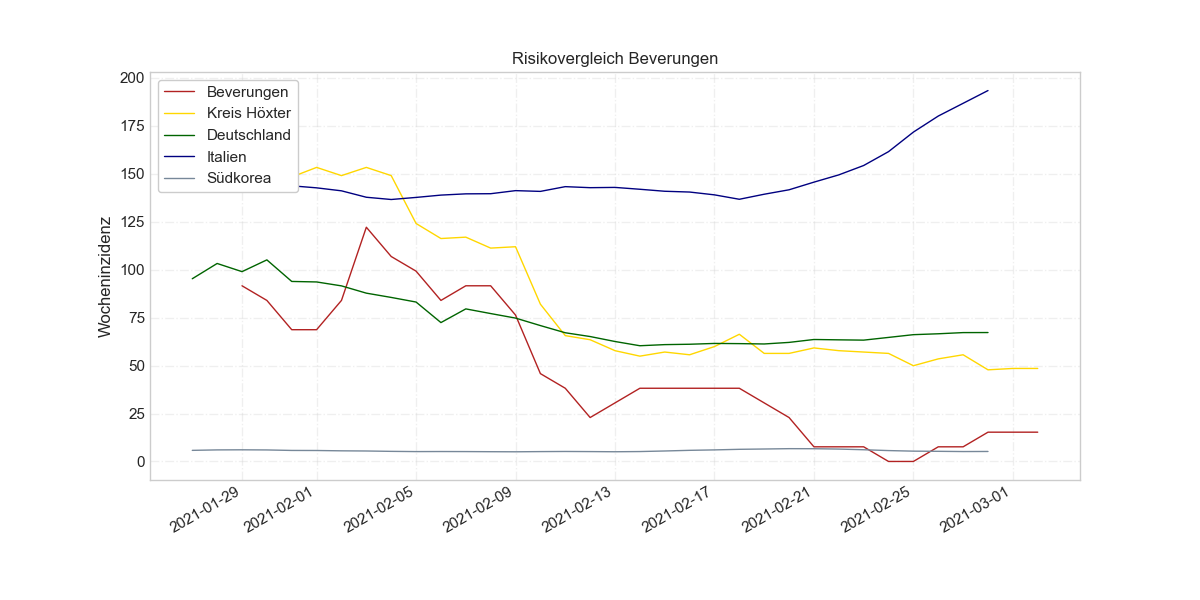 Risikovergleich Beverungen
Wocheninzidenz
200
175
150
125
100
75
50
25
0
Beverungen
Kreis Höxter
Deutschland
Italien
Südkorea
2021-01-29
2021-02-01
2021-02-05
2021-02-09
2021-02-13
2021-02-17
2021-02-21
2021-02-25
2021-03-01